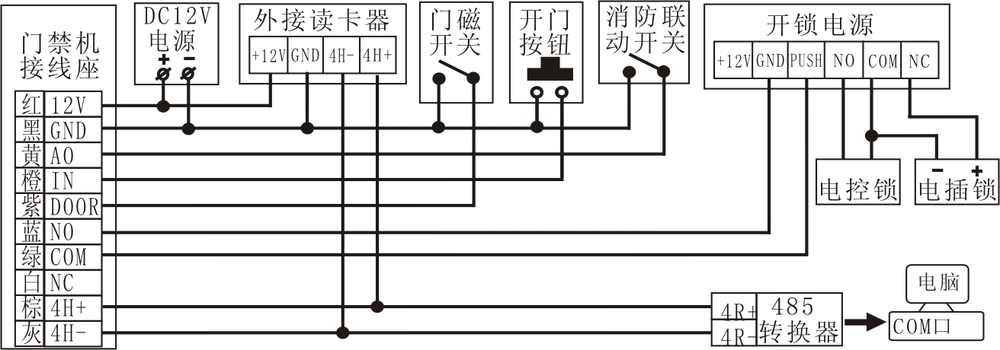 门禁机
接线座
红 12V
黑 GND
黄 AO
橙 IN
紫 DOOR
蓝 NO
绿 COM
白 NC
棕 4H+
灰 4H-
DC12V
电源
+ -
外接读卡器
+12V GND 4H- 4H+
门磁
开关
开门
按钮
消防联
动开关
开锁电源
+12V GND PUSH NO COM NC
电控锁
- +
电插锁
4R+
4R-
485
转换器
电脑
COM口